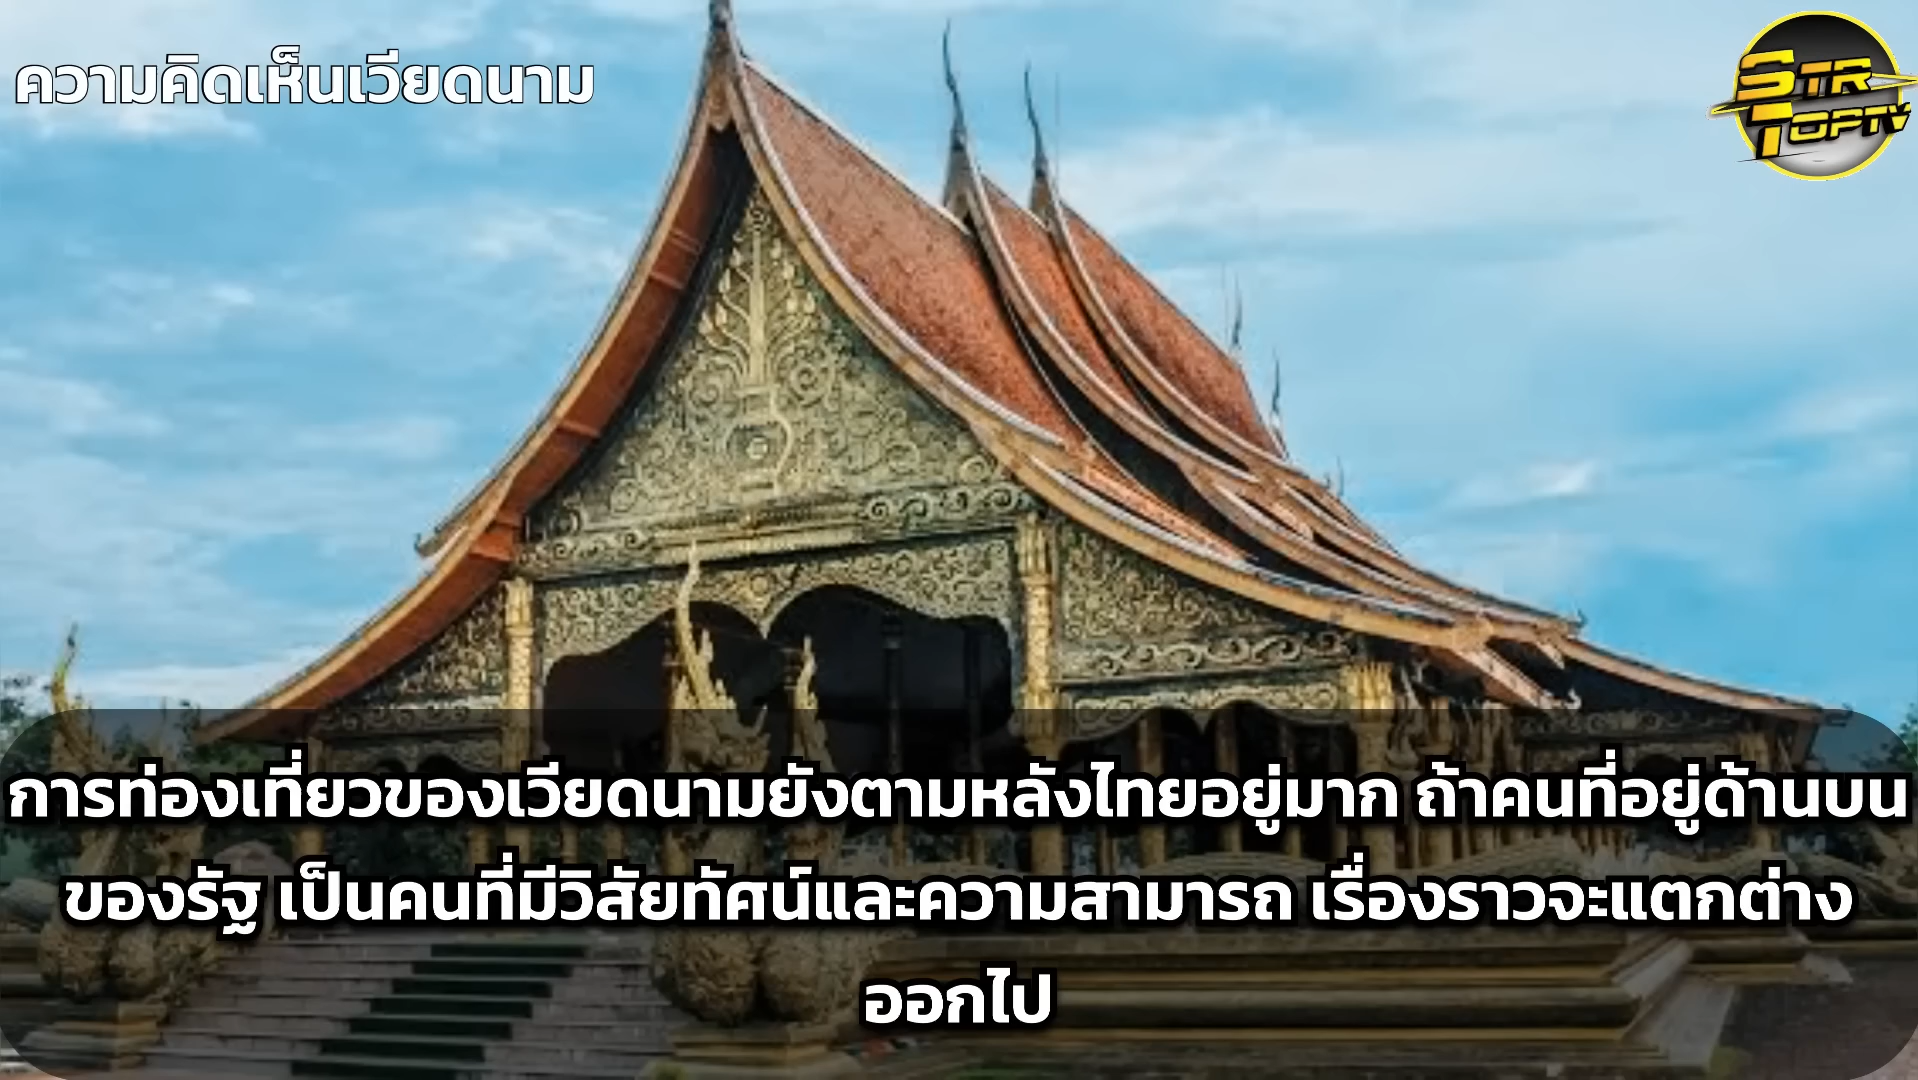 ความคิดเห็นเวียดนาม
STR
TOPTV
การท่องเที่ยวของเวียดนามยังตามหลังไทยอยู่มาก ถ้าคนที่อยู่ด้านบน
ของรัฐ เป็นคนที่มีวิสัยทัศน์และความสามารถ เรื่องราวจะแตกต่าง
ออกไป